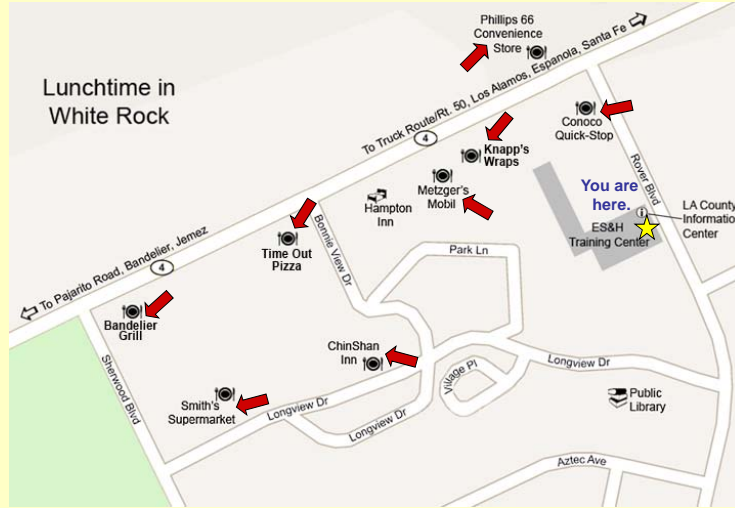 Lunchtime in
White Rock
Phillips 66
Convenience
Store
To Truck Route/Rt. 50, Los Alamos, Espanola, Santa Fe
4
Conoco
Quick-Stop
Knapp's
Wraps
Metzger's
Mobil
Hampton
Inn
You are
here.
Rover Blvd
i
LA County
Information
Center
ES&H
Training Center
Time Out
Pizza
Bonnie View Dr
Park Ln
To Pajarito Road, Bandelier, Jemez
4
Bandelier
Grill
ChinShan
Inn
Sherwood Blvd
Smith's
Supermarket
Longview Dr
Longview Dr
Village Pl
Longview Dr
Public
Library
Aztec Ave